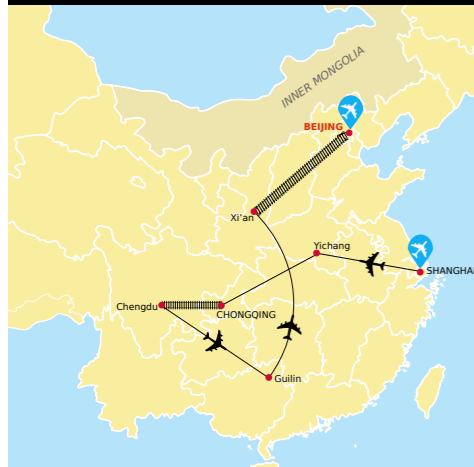 INNER MONGOLIA
BEIJING
Xi'an
Yichang
SHANGHAI
Chengdu
CHONGQING
Guilin